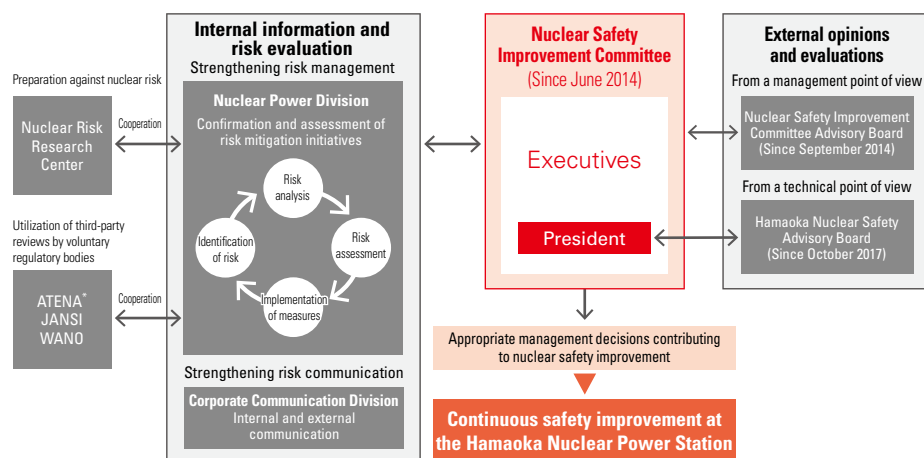 Preparation against nuclear risk
Nuclear Risk
Research
Center
Cooperation
Utilization of third-party
reviews by voluntary
regulatory bodies
ATENA*
JANSI
WANO
Cooperation
Internal information and
risk evaluation
Strengthening risk management
Nuclear Power Division
Confirmation and assessment of
risk mitigation initiatives
Risk
analysis
Risk
assessment
Implementation
of measures
Identification
of risk
Strengthening risk communication
Corporate Communication Division
Internal and external
communication
Nuclear Safety
Improvement Committee
(Since June 2014)
Executives
President
Appropriate management decisions contributing
to nuclear safety improvement
Continuous safety improvement at
the Hamaoka Nuclear Power Station
External opinions
and evaluations
From a management point of view
Nuclear Safety Improvement
Committee Advisory Board
(Since September 2014)
From a technical point of view
Hamaoka Nuclear Safety
Advisory Board
(Since October 2017)